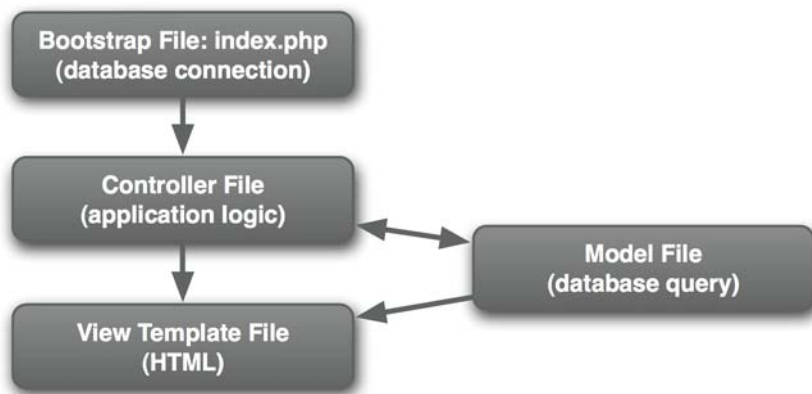 Bootstrap File: index.php
(database connection)
Controller File
(application logic)
Model File
(database query)
View Template File
(HTML)